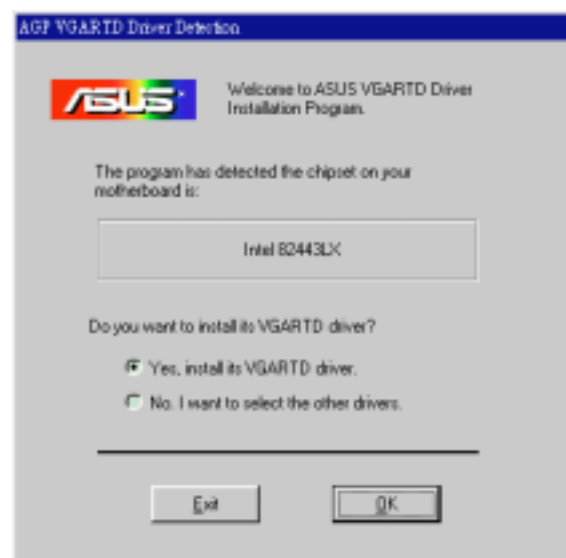 AGP VGARTD Driver Detection
ASUS
Welcome to ASUS VGARTD Driver
Installation Program.
The program has detected the chipset on your
motherboard is:
Intel 82443LX
Do you want to install its VGARTD driver?
Yes, install its VGARTD driver.
No. I want to select the other drivers.
Exit
OK